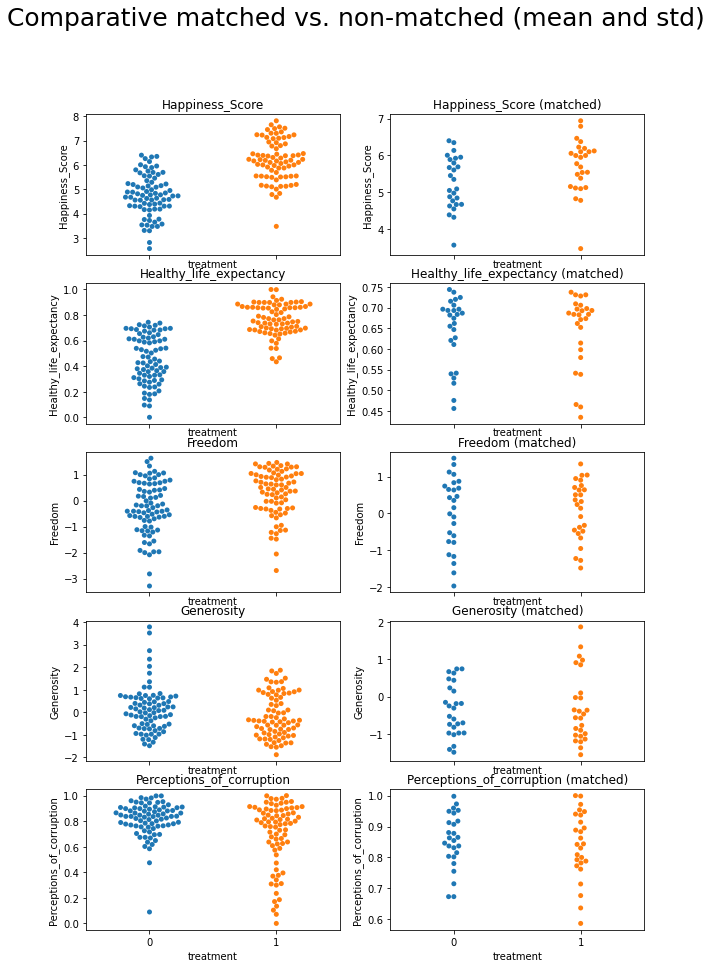 Comparative matched vs. non-matched (mean and std)
Happiness_Score
Happiness_Score (matched)
8
7
6
5
4
3
Happiness_Score
treatment
7
6
5
4
Happiness_Score
treatment
Healthy_life_expectancy
Healthy_life_expectancy (matched)
1.0
0.8
0.6
0.4
0.2
0.0
Healthy_life_expectancy
treatment
0.75
0.70
0.65
0.60
0.55
0.50
0.45
Healthy_life_expectancy
treatment
Freedom
Freedom (matched)
1
0
−1
−2
−3
Freedom
treatment
1
0
−1
−2
Freedom
treatment
Generosity
Generosity (matched)
4
3
2
1
0
−1
−2
Generosity
treatment
2
1
0
−1
Generosity
treatment
Perceptions_of_corruption
Perceptions_of_corruption (matched)
1.0
0.8
0.6
0.4
0.2
0.0
Perceptions_of_corruption
0 1
treatment
1.0
0.9
0.8
0.7
0.6
Perceptions_of_corruption
0 1
treatment